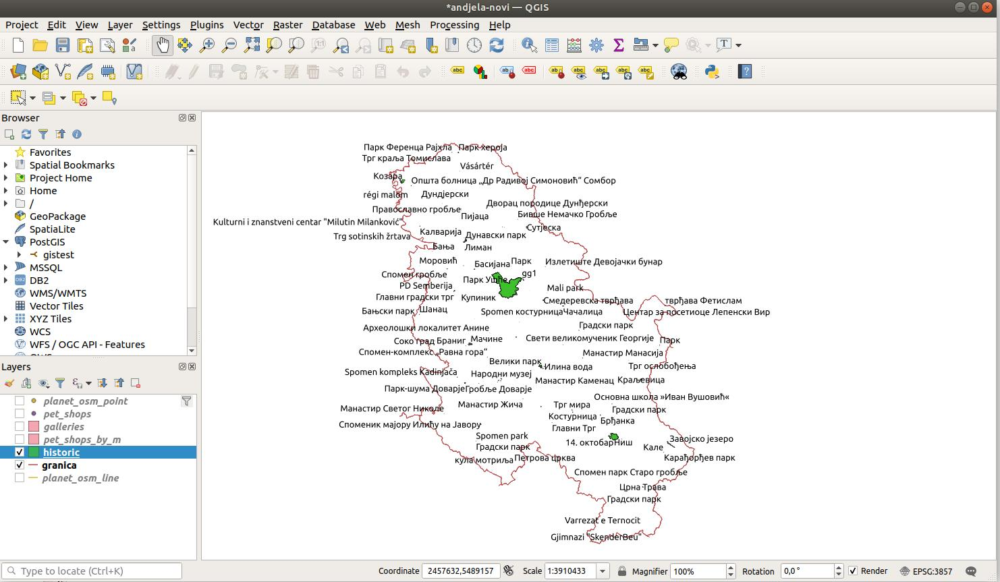 *andjela-novi — QGIS
Project Edit View Layer Settings Plugins Vector Raster Database Web Mesh Processing Help
Browser
Favorites
Spatial Bookmarks
Project Home
Home
/
GeoPackage
SpatiaLite
PostGIS
gistest
MSSQL
DB2
WMS/WMTS
Vector Tiles
XYZ Tiles
WCS
WFS / OGC API - Features
Layers
planet_osm_point
pet_shops
galleries
pet_shops_by_m
historic
granica
planet_osm_line
Парк Ференца Рајхла Парк хероја
Трг краља Томислава
Vásártér
Козара
Општа болница „Др Радивој Симоновић“ Сомбор
régi malom Дундјерски
Дворац породице Дунђерски
Православно гробље
Пијаца
Бивше Немачко Гробље
Kulturni i znanstveni centar "Milutin Milanković"
Сутјеска
Trg sotinskih žrtava
Калварија
Дунавски парк
Бања Лиман
Моровић
Басијана Парк
Излетиште Девојачки бунар
Спомен гробље
gg1
Парк Ушће
PD Semberija
Mali park
Главни градски трг Купиник
Смедеревска тврђава
тврђава Фетислам
Бањски парк Шанац
Spomen костурница Чачалица
Центар за посетиоце Лепенски Вир
Археолошки локалитет Анине
Градски парк
Соко град Браниг Мачине
Свети великомученик Георгије Парк
Спомен-комплекс „Равна гора“
Манастир Манасија
Велики парк
Илина вода
Трг ослобођења
Spomen kompleks Kadinjača
Народни музеј
Манастир Каменац Краљевица
Парк-шума Доварје Гробље Доварје
Основна школа »Иван Вушовић«
Манастир Светог Николе
Манастир Жича
Трг мира
Градски парк
Костурница
Брђанка
Споменик мајору Илићу на Јавору
Главни Трг
Spomen park
14. октобар Ниш
Завојско језеро
Градски парк
Кале
кула мотриља Петрова црква
Карађорђев парк
Спомен парк Старо гробље
Црна Трава
Градски парк
Varrezat e Ternocit
Gjimnazi "SkenderBeu"
Type to locate (Ctrl+K) Coordinate 2457632,5489157 Scale 1:3910433 Magnifier 100% Rotation 0,0 ° Render EPSG:3857